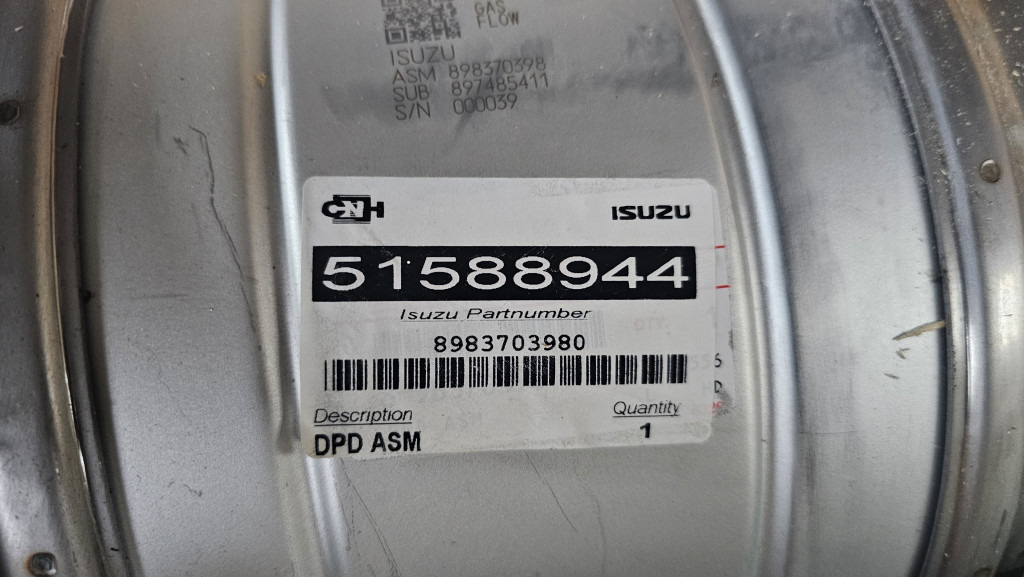 GAS
FLOW
ISUZU
ASM 898370398
SUB 897485411
S/N 000039
CNH ISUZU
51588944
Isuzu Partnumber
8983703980
Description Quantity
DPD ASM 1